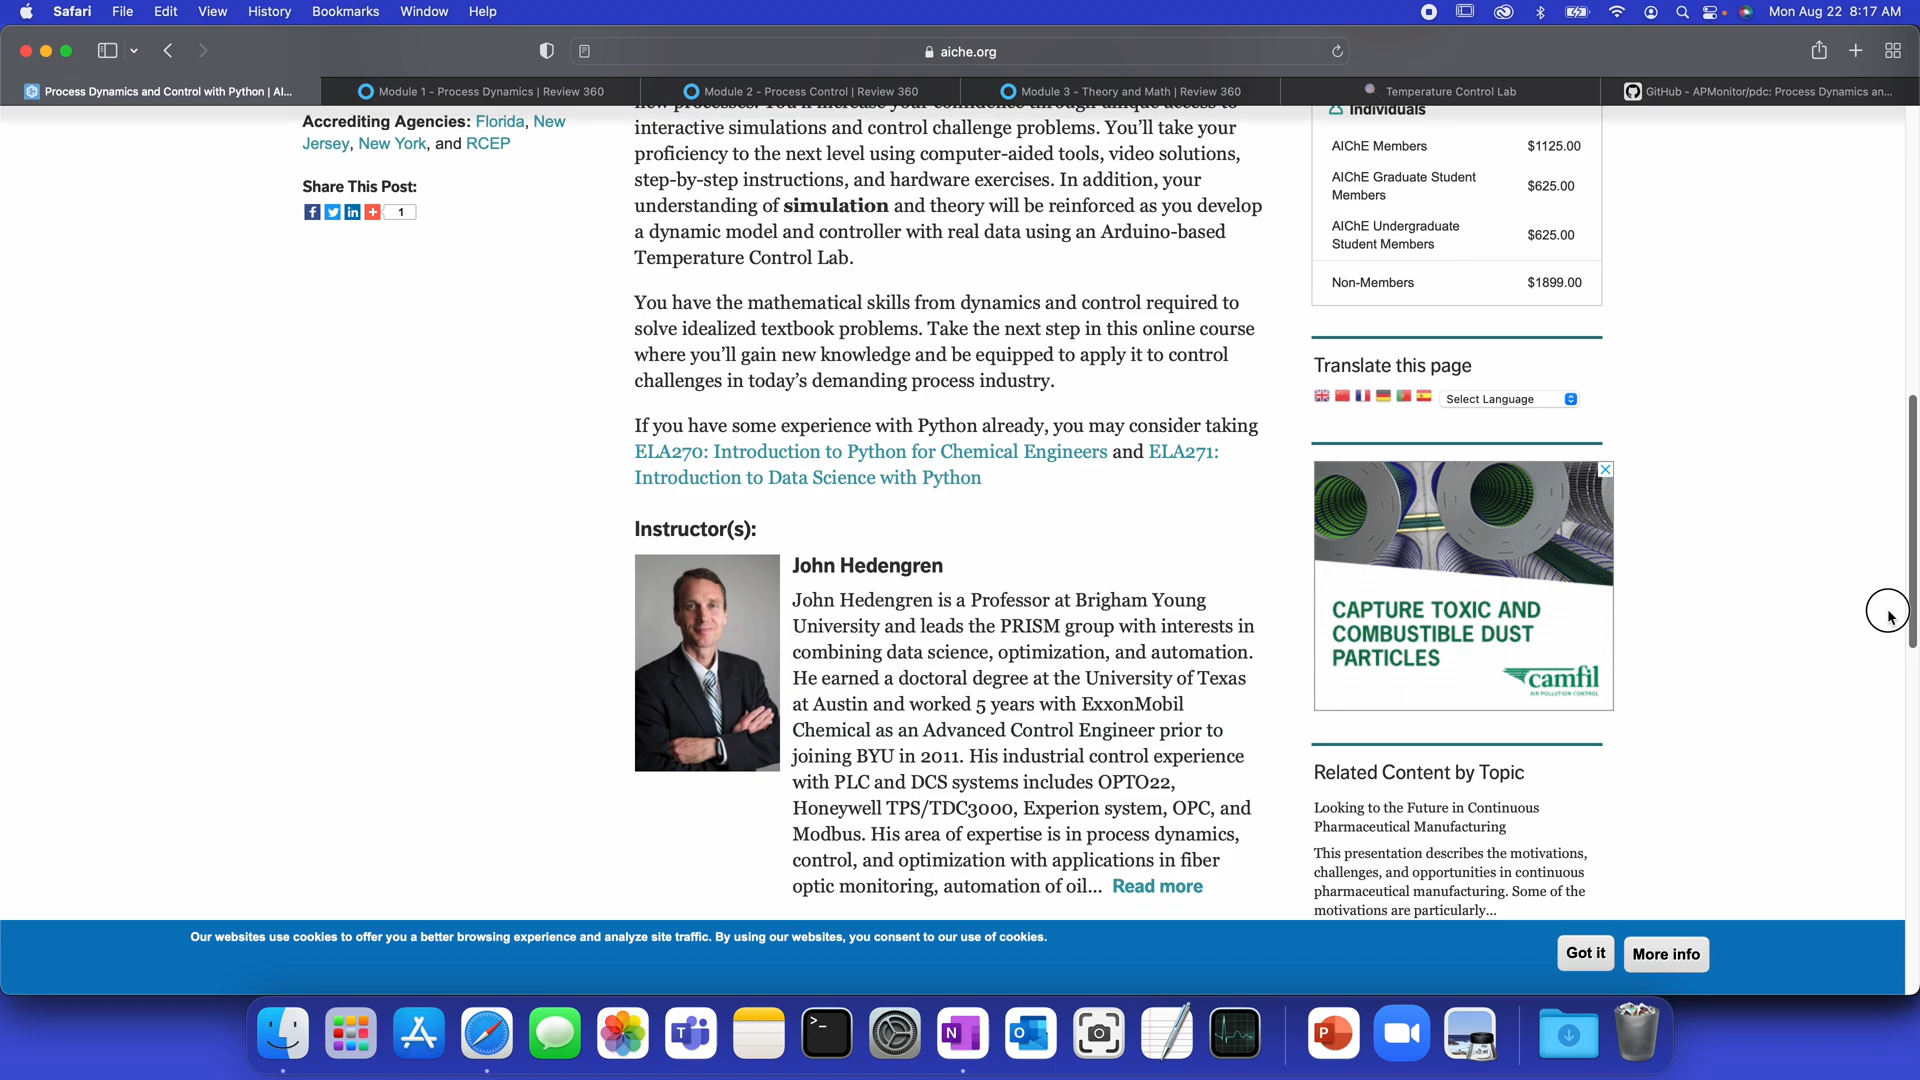 Safari File Edit View History Bookmarks Window Help
Mon Aug 22 8:17 AM
aiche.org
Process Dynamics and Control with Python | AI...
Module 1 - Process Dynamics | Review 360
Module 2 - Process Control | Review 360
Module 3 - Theory and Math | Review 360
Temperature Control Lab
GitHub - APMonitor/pdc: Process Dynamics an...
Accrediting Agencies: Florida, New
Jersey, New York, and RCEP
Share This Post:
1
new processes. You'll increase your confidence through unique access to
interactive simulations and control challenge problems. You'll take your
proficiency to the next level using computer-aided tools, video solutions,
step-by-step instructions, and hardware exercises. In addition, your
understanding of simulation and theory will be reinforced as you develop
a dynamic model and controller with real data using an Arduino-based
Temperature Control Lab.
You have the mathematical skills from dynamics and control required to
solve idealized textbook problems. Take the next step in this online course
where you'll gain new knowledge and be equipped to apply it to control
challenges in today's demanding process industry.
If you have some experience with Python already, you may consider taking
ELA270: Introduction to Python for Chemical Engineers and ELA271:
Introduction to Data Science with Python
Instructor(s):
John Hedengren
John Hedengren is a Professor at Brigham Young
University and leads the PRISM group with interests in
combining data science, optimization, and automation.
He earned a doctoral degree at the University of Texas
at Austin and worked 5 years with ExxonMobil
Chemical as an Advanced Control Engineer prior to
joining BYU in 2011. His industrial control experience
with PLC and DCS systems includes OPTO22,
Honeywell TPS/TDC3000, Experion system, OPC, and
Modbus. His area of expertise is in process dynamics,
control, and optimization with applications in fiber
optic monitoring, automation of oil... Read more
Individuals
AIChE Members $1125.00
AIChE Graduate Student
Members $625.00
AIChE Undergraduate
Student Members $625.00
Non-Members $1899.00
Translate this page
Select Language
CAPTURE TOXIC AND
COMBUSTIBLE DUST
PARTICLES
camfil
AIR POLLUTION CONTROL
Related Content by Topic
Looking to the Future in Continuous
Pharmaceutical Manufacturing
This presentation describes the motivations,
challenges, and opportunities in continuous
pharmaceutical manufacturing. Some of the
motivations are particularly...
Our websites use cookies to offer you a better browsing experience and analyze site traffic. By using our websites, you consent to our use of cookies.
Got it
More info